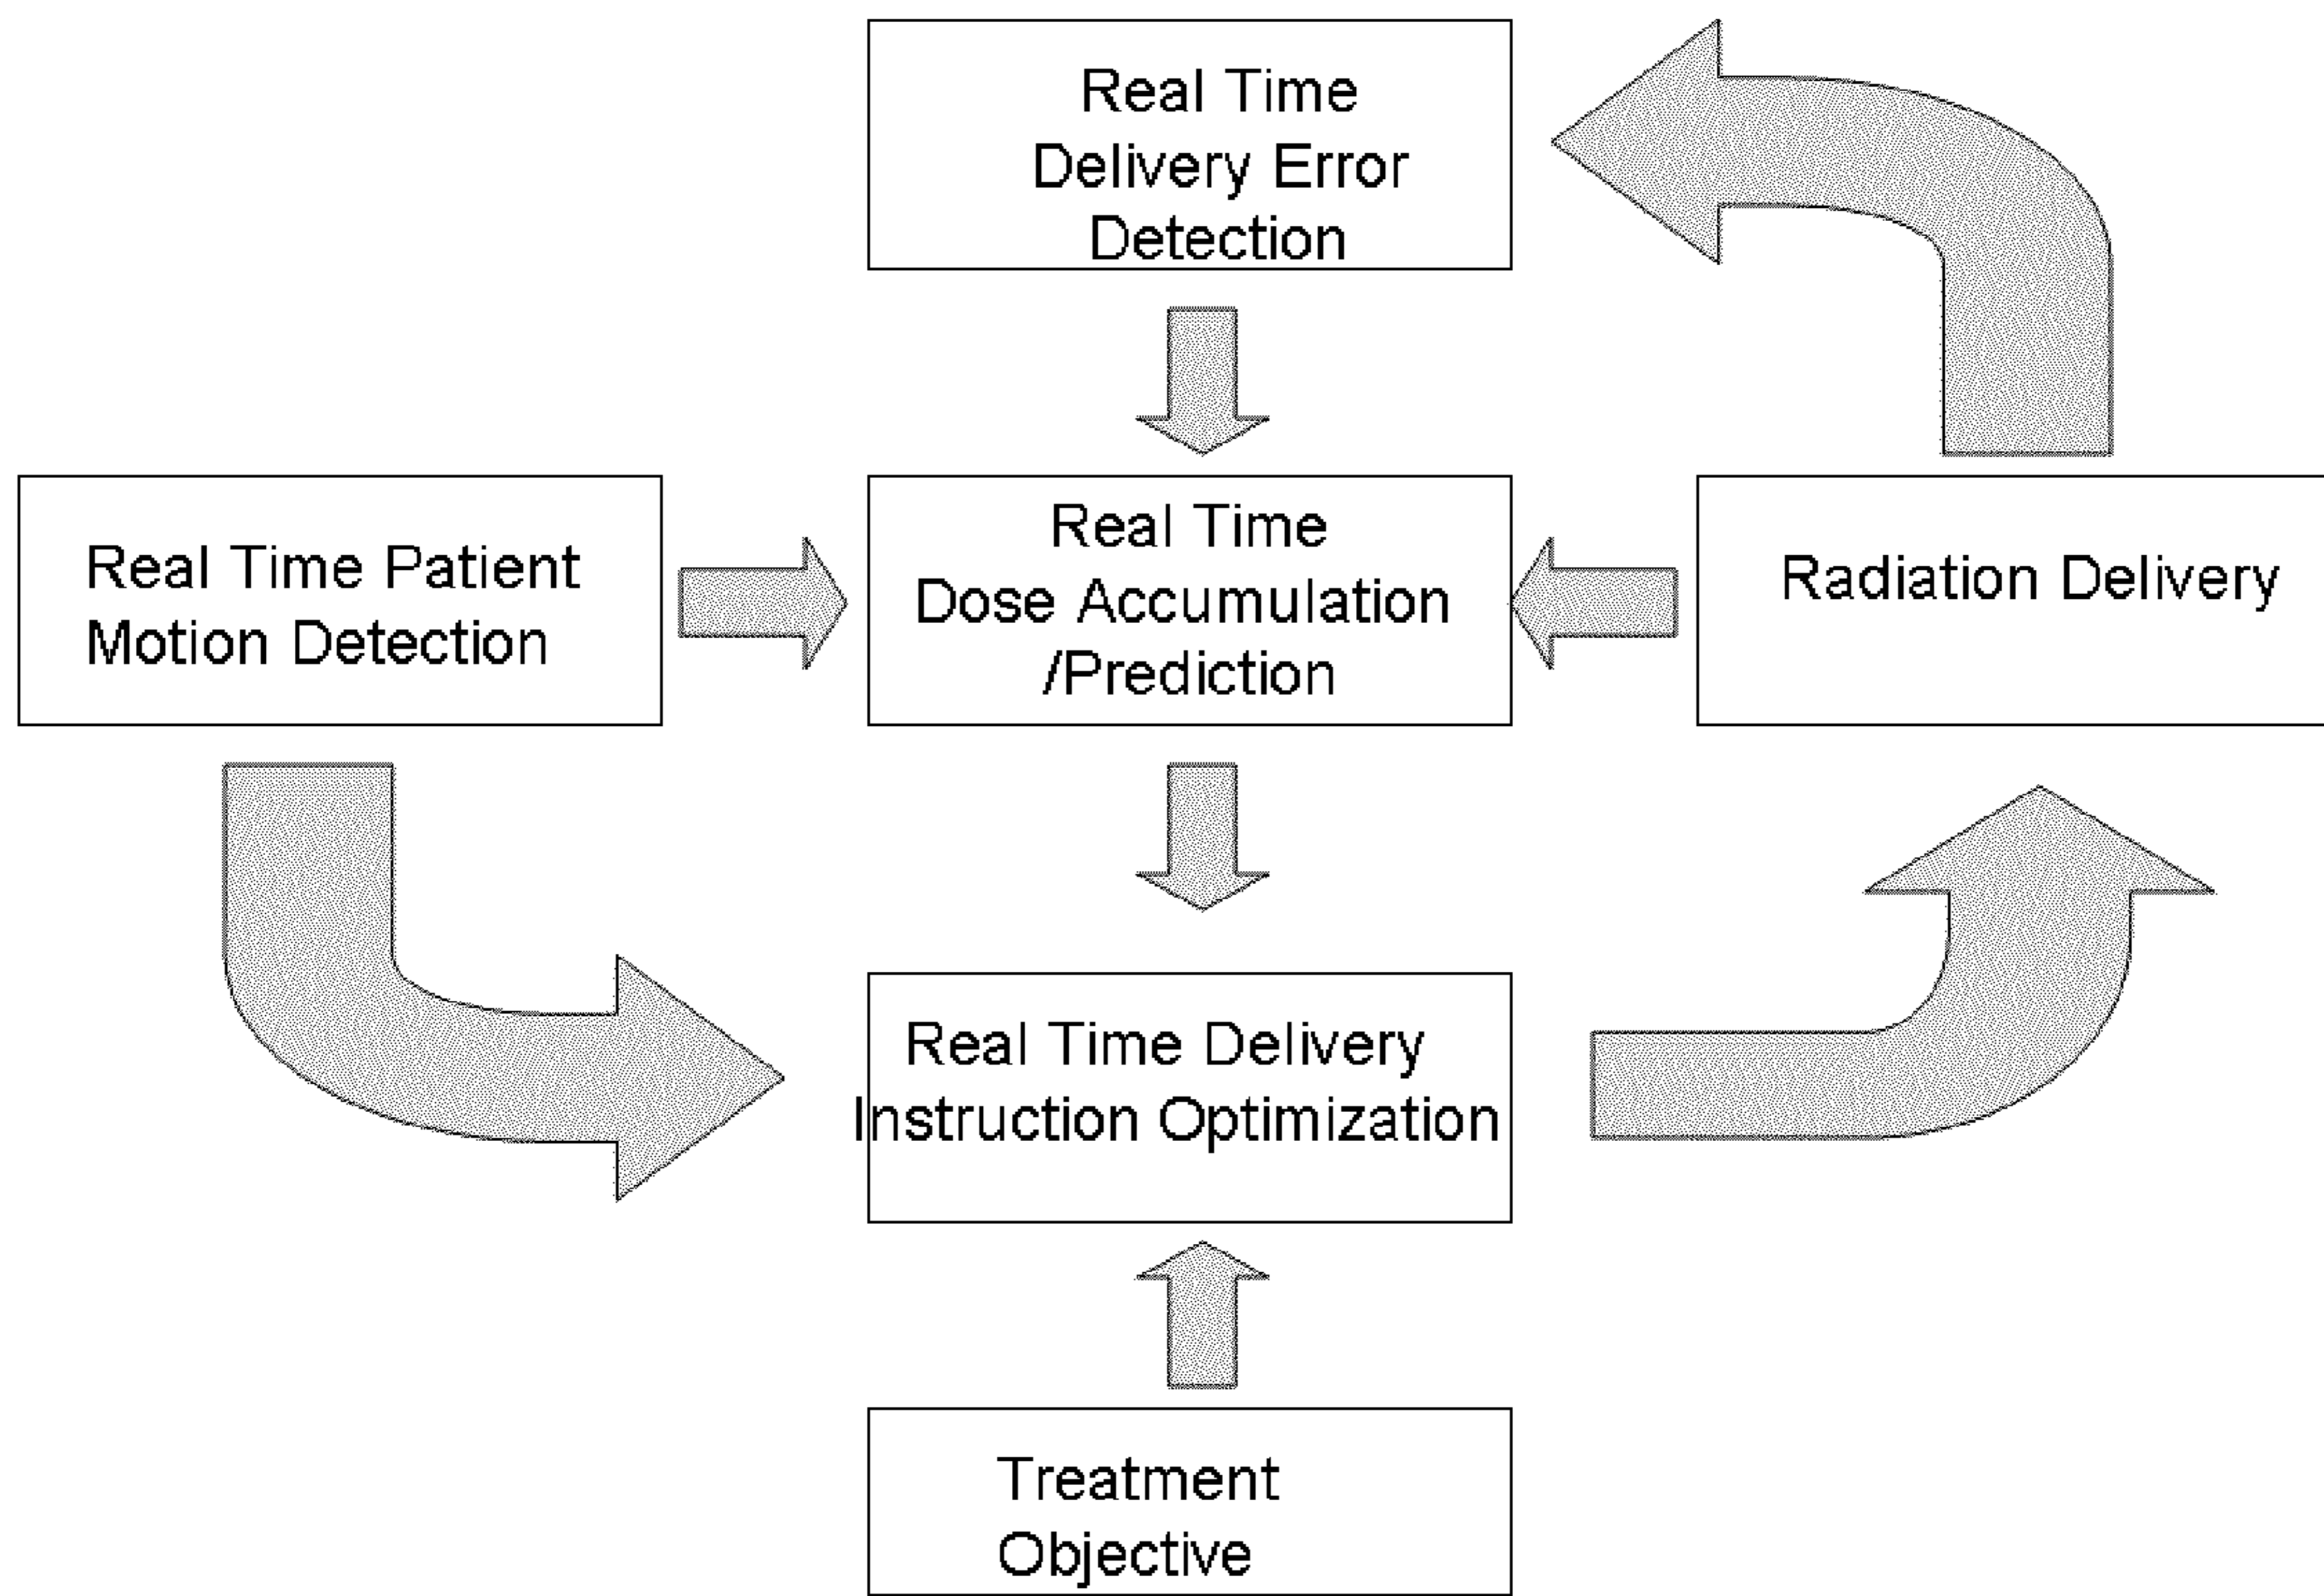 Real Time
Delivery Error
Detection
Real Time Patient
Motion Detection
Real Time
Dose Accumulation
/Prediction
Radiation Delivery
Real Time Delivery
Instruction Optimization
Treatment
Objective